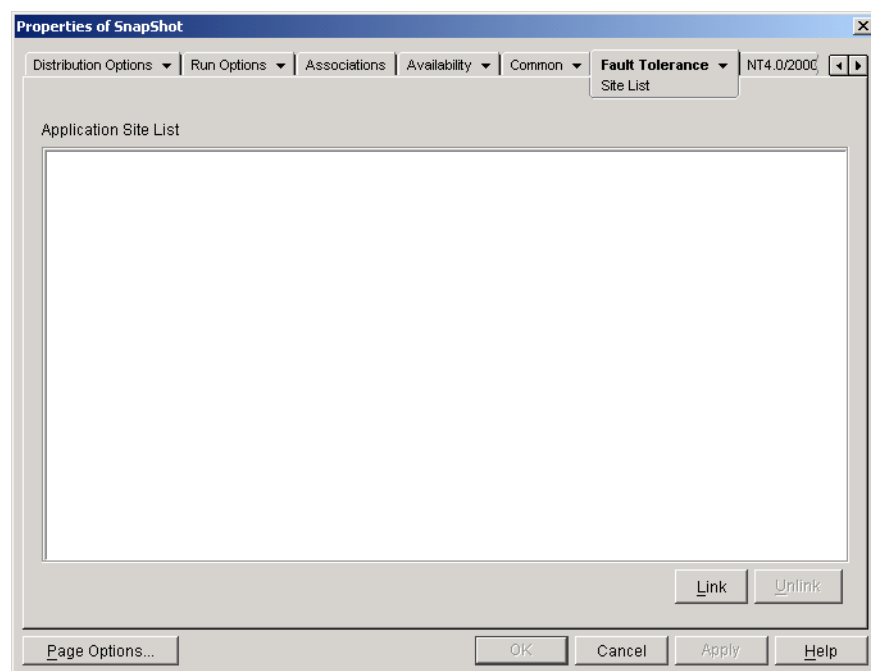 Properties of SnapShot
Distribution Options Run Options Associations Availability Common Fault Tolerance NT4.0/2000
Site List
Application Site List
Link Unlink
Page Options... OK Cancel Apply Help